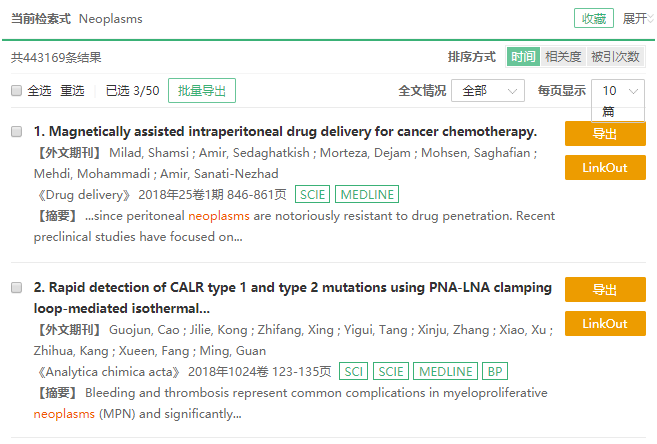 当前检索式 Neoplasms 收藏 展开
共443169条结果 排序方式 时间 相关度 被引次数
全选 重选 已选 3/50 批量导出 全文情况 全部 每页显示 10篇
1. Magnetically assisted intraperitoneal drug delivery for cancer chemotherapy. 导出
【外文期刊】 Milad, Shamsi ; Amir, Sedaghatkish ; Morteza, Dejam ; Mohsen, Saghafian ; LinkOut
Mehdi, Mohammadi ; Amir, Sanati-Nezhad
《Drug delivery》 2018年25卷1期 846-861页 SCIE MEDLINE
【摘要】 ...since peritoneal neoplasms are notoriously resistant to drug penetration. Recent
preclinical studies have focused on...
2. Rapid detection of CALR type 1 and type 2 mutations using PNA-LNA clamping 导出
loop-mediated isothermal...
【外文期刊】 Guojun, Cao ; Jilie, Kong ; Zhifang, Xing ; Yigui, Tang ; Xinju, Zhang ; Xiao, Xu ; LinkOut
Zhihua, Kang ; Xueen, Fang ; Ming, Guan
《Analytica chimica acta》 2018年1024卷 123-135页 SCI SCIE MEDLINE BP
【摘要】 Bleeding and thrombosis represent common complications in myeloproliferative
neoplasms (MPN) and significantly...